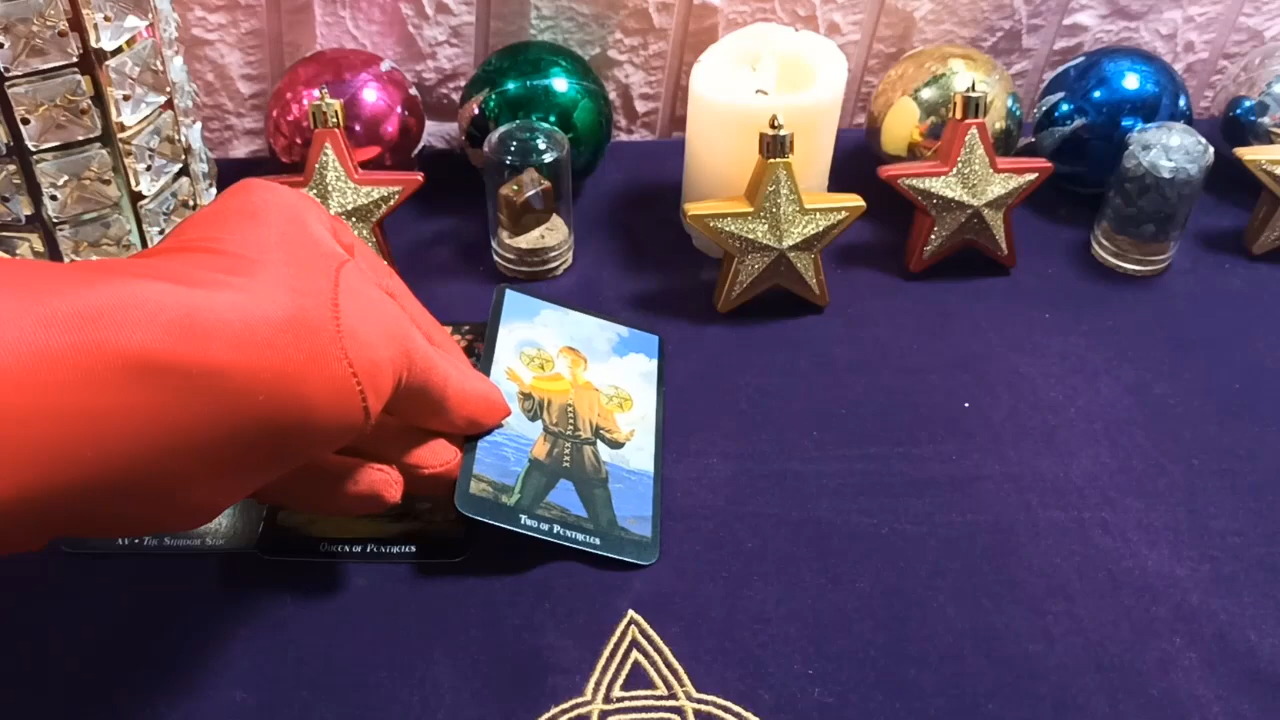 XV • The Shadow Side
Queen of Pentacles
Two of Pentacles